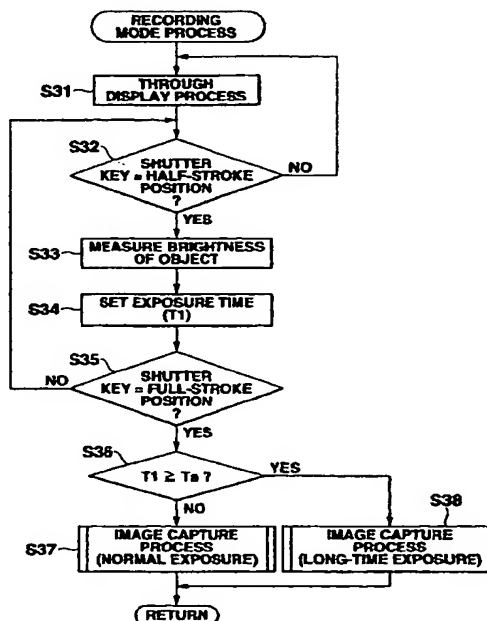 RECORDING
MODE PROCESS
S31
THROUGH
DISPLAY PROCESS
S32
SHUTTER
KEY = HALF-STROKE
POSITION
?
NO
YES
S33
MEASURE BRIGHTNESS
OF OBJECT
S34
SET EXPOSURE TIME
(T1)
S35
SHUTTER
KEY = FULL-STROKE
POSITION
?
NO
YES
S36
T1 ≥ Ta ?
YES
NO
S37
IMAGE CAPTURE
PROCESS
(NORMAL EXPOSURE)
S38
IMAGE CAPTURE
PROCESS
(LONG-TIME EXPOSURE)
RETURN